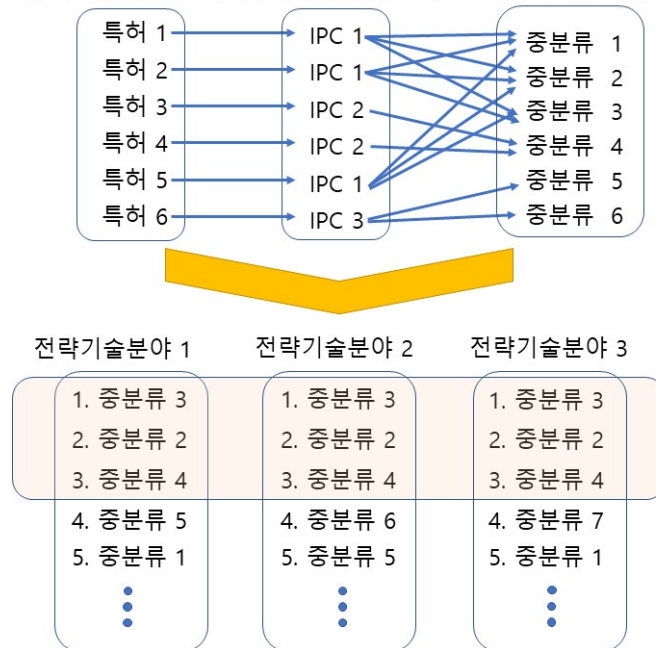 특허 1 IPC 1 중분류 1
특허 2 IPC 1 중분류 2
특허 3 IPC 2 중분류 3
특허 4 IPC 2 중분류 4
특허 5 IPC 1 중분류 5
특허 6 IPC 3 중분류 6
전략기술분야 1 전략기술분야 2 전략기술분야 3
1. 중분류 3 1. 중분류 3 1. 중분류 3
2. 중분류 2 2. 중분류 2 2. 중분류 2
3. 중분류 4 3. 중분류 4 3. 중분류 4
4. 중분류 5 4. 중분류 6 4. 중분류 7
5. 중분류 1 5. 중분류 5 5. 중분류 1